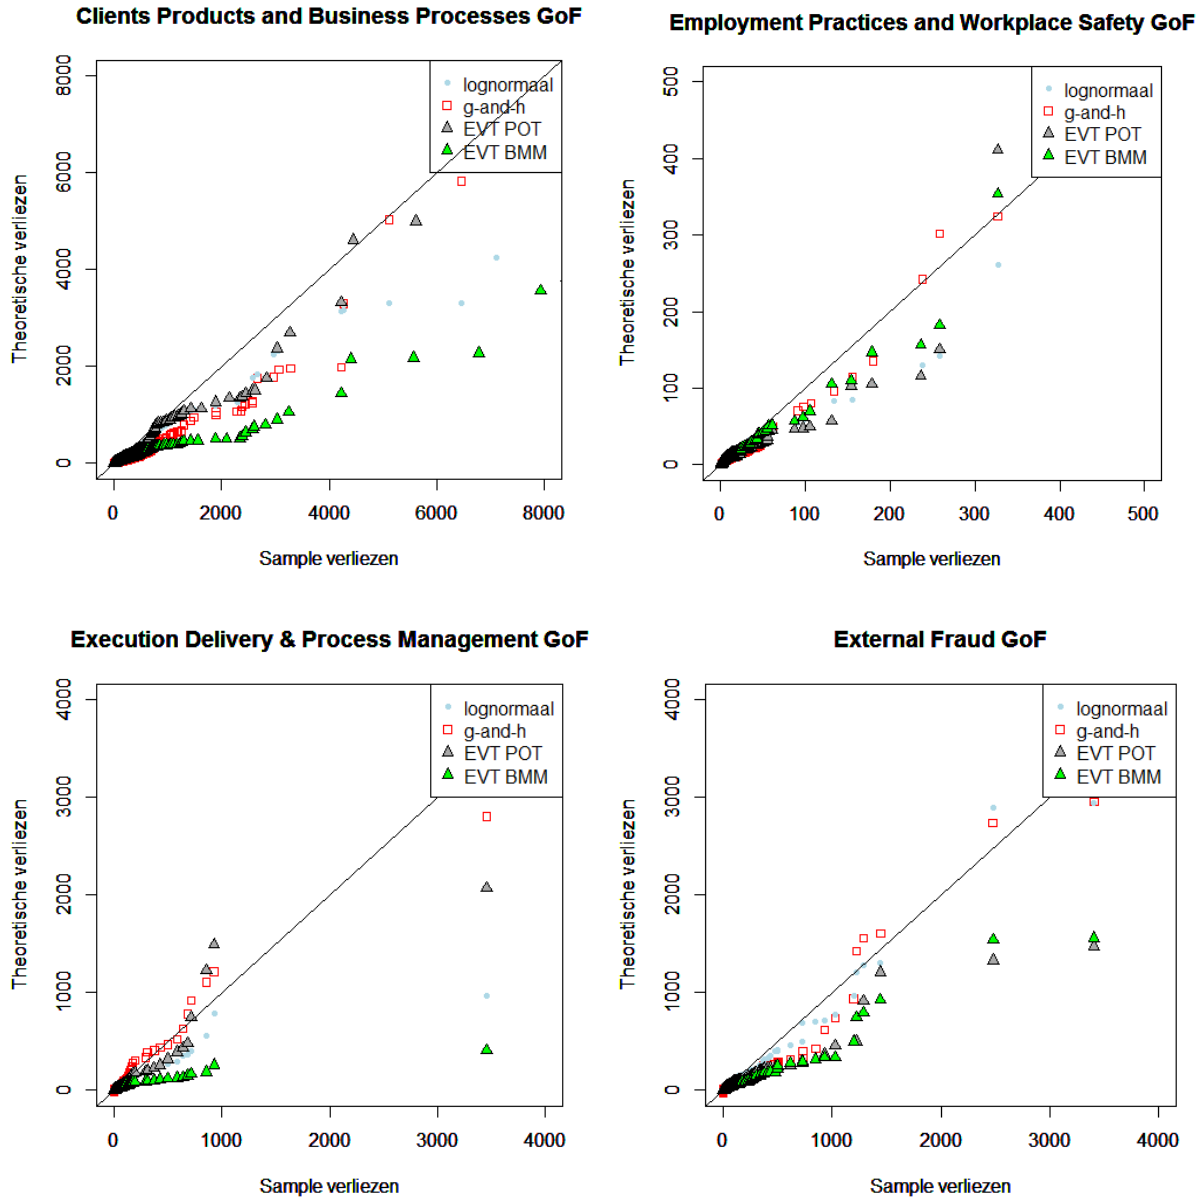 Clients Products and Business Processes GoF
Theoretische verliezen
8000
6000
4000
2000
0
lognormaal
g-and-h
EVT POT
EVT BMM
0 2000 4000 6000 8000
Sample verliezen
Employment Practices and Workplace Safety GoF
Theoretische verliezen
500
400
300
200
100
0
lognormaal
g-and-h
EVT POT
EVT BMM
0 100 200 300 400 500
Sample verliezen
Execution Delivery & Process Management GoF
Theoretische verliezen
4000
3000
2000
1000
0
lognormaal
g-and-h
EVT POT
EVT BMM
0 1000 2000 3000 4000
Sample verliezen
External Fraud GoF
Theoretische verliezen
4000
3000
2000
1000
0
lognormaal
g-and-h
EVT POT
EVT BMM
0 1000 2000 3000 4000
Sample verliezen